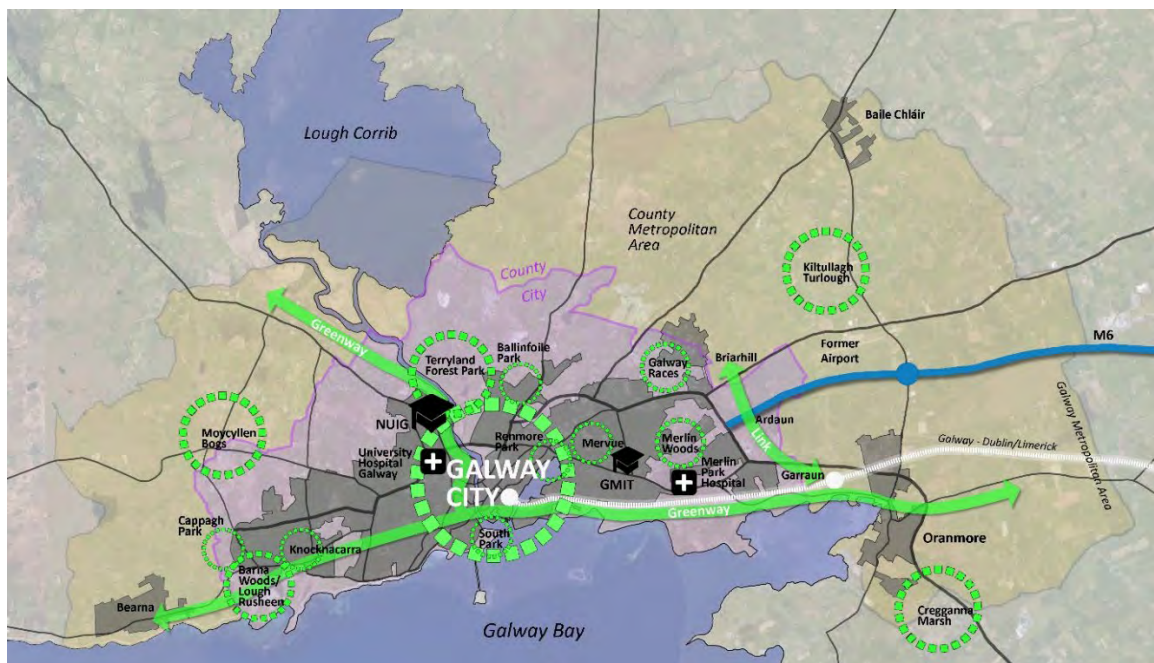 Lough Corrib
Baile Chláir
County
Metropolitan
Area
Kiltullagh
Turlough
County
City
Greenway
Terryland
Forest Park
Ballinfoile
Park
Galway
Races
Briarhill
Former
Airport
M6
Moycyllen
Bogs
NUIG
University
Hospital
Galway
Renmore
Park
Mervue
Merlin
Woods
Ardaun
Link
Galway - Dublin/Limerick
Galway Metropolitan Area
GALWAY
CITY
GMIT
Merlin
Park
Hospital
Garraun
Greenway
Cappagh
Park
Knocknacarra
South
Park
Oranmore
Barna
Woods/
Lough
Rusheen
Bearna
Galway Bay
Cregganna
Marsh